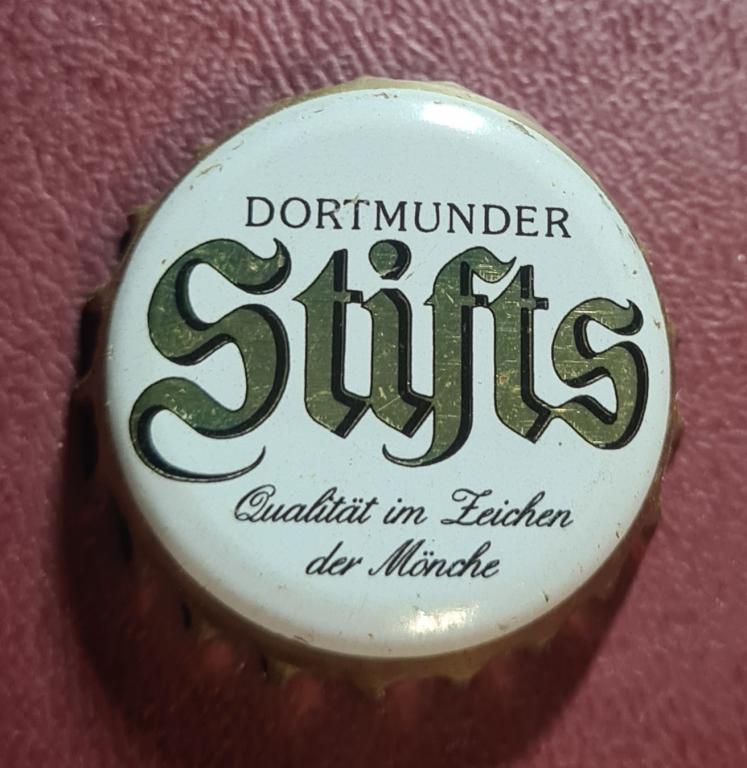 DORTMUNDER
Stifts
Qualität im Zeichen
der Mönche